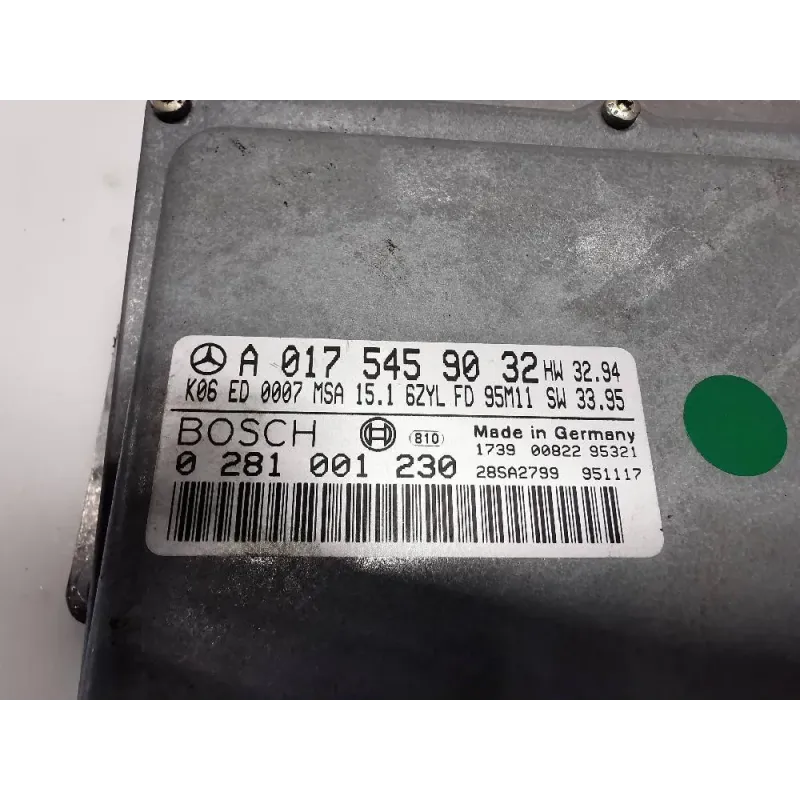 A 017 545 90 32 HW 32.94
K06 ED 0007 MSA 15.1 6ZYL FD 95M11 SW 33.95
BOSCH 810 Made in Germany
1739 00822 95321
0 281 001 230 28SA2799 951117